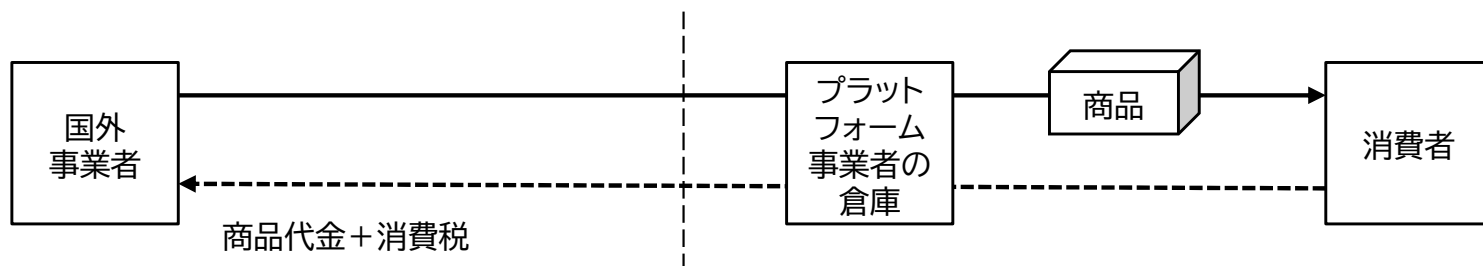 国外
事業者
プラット
フォーム
事業者の
倉庫
商品
消費者
商品代金＋消費税